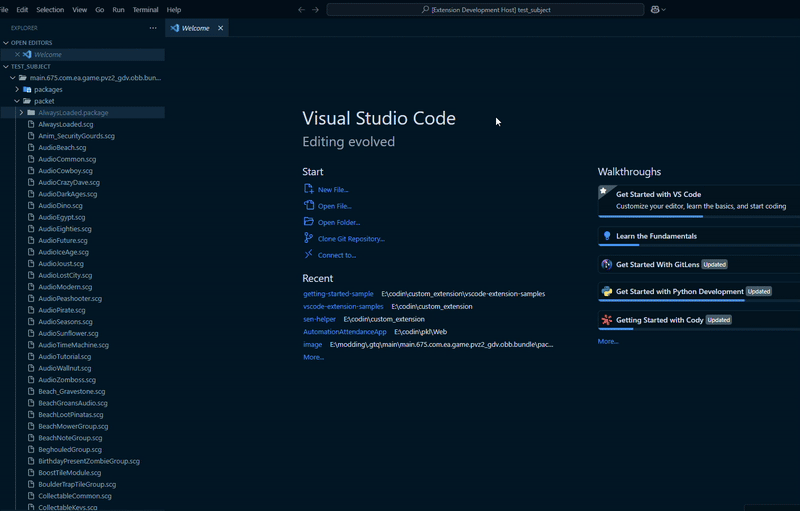 File Edit Selection View Go Run Terminal Help
[Extension Development Host] test_subject
EXPLORER
Welcome
OPEN EDITORS
Welcome
TEST_SUBJECT
main.675.com.ea.game.pvz2_gdv.obb.bun...
packages
packet
AlwaysLoaded.package
AlwaysLoaded.scg
Anim_SecurityGourds.scg
AudioBeach.scg
AudioCommon.scg
AudioCowboy.scg
AudioCrazyDave.scg
AudioDarkAges.scg
AudioDino.scg
AudioEgypt.scg
AudioEighties.scg
AudioFuture.scg
AudioIceAge.scg
AudioJoust.scg
AudioLostCity.scg
AudioModern.scg
AudioPeashooter.scg
AudioPirate.scg
AudioSeasons.scg
AudioSunflower.scg
AudioTimeMachine.scg
AudioTutorial.scg
AudioWallnut.scg
AudioZomboss.scg
Beach_Gravestone.scg
BeachGroansAudio.scg
BeachLootPinatas.scg
BeachMowerGroup.scg
BeachNoteGroup.scg
BeghouledGroup.scg
BirthdayPresentZombieGroup.scg
BoostTileModule.scg
BoulderTrapTileGroup.scg
CollectableCommon.scg
CollectableKeys.scg
Visual Studio Code
Editing evolved
Start
New File...
Open File...
Open Folder...
Clone Git Repository...
Connect to...
Recent
getting-started-sample E:\codin\custom_extension\vscode-extension-samples
vscode-extension-samples E:\codin\custom_extension
sen-helper E:\codin\custom_extension
AutomationAttendanceApp E:\codin\pkl\Web
image E:\modding\,gtq\main\main.675.com.ea.game.pvz2_gdv.obb.bundle\pac...
More...
Walkthroughs
Get Started with VS Code
Customize your editor, learn the basics, and start coding
Learn the Fundamentals
Get Started With GitLens Updated
Get Started with Python Development Updated
Getting Started with Cody Updated
More...